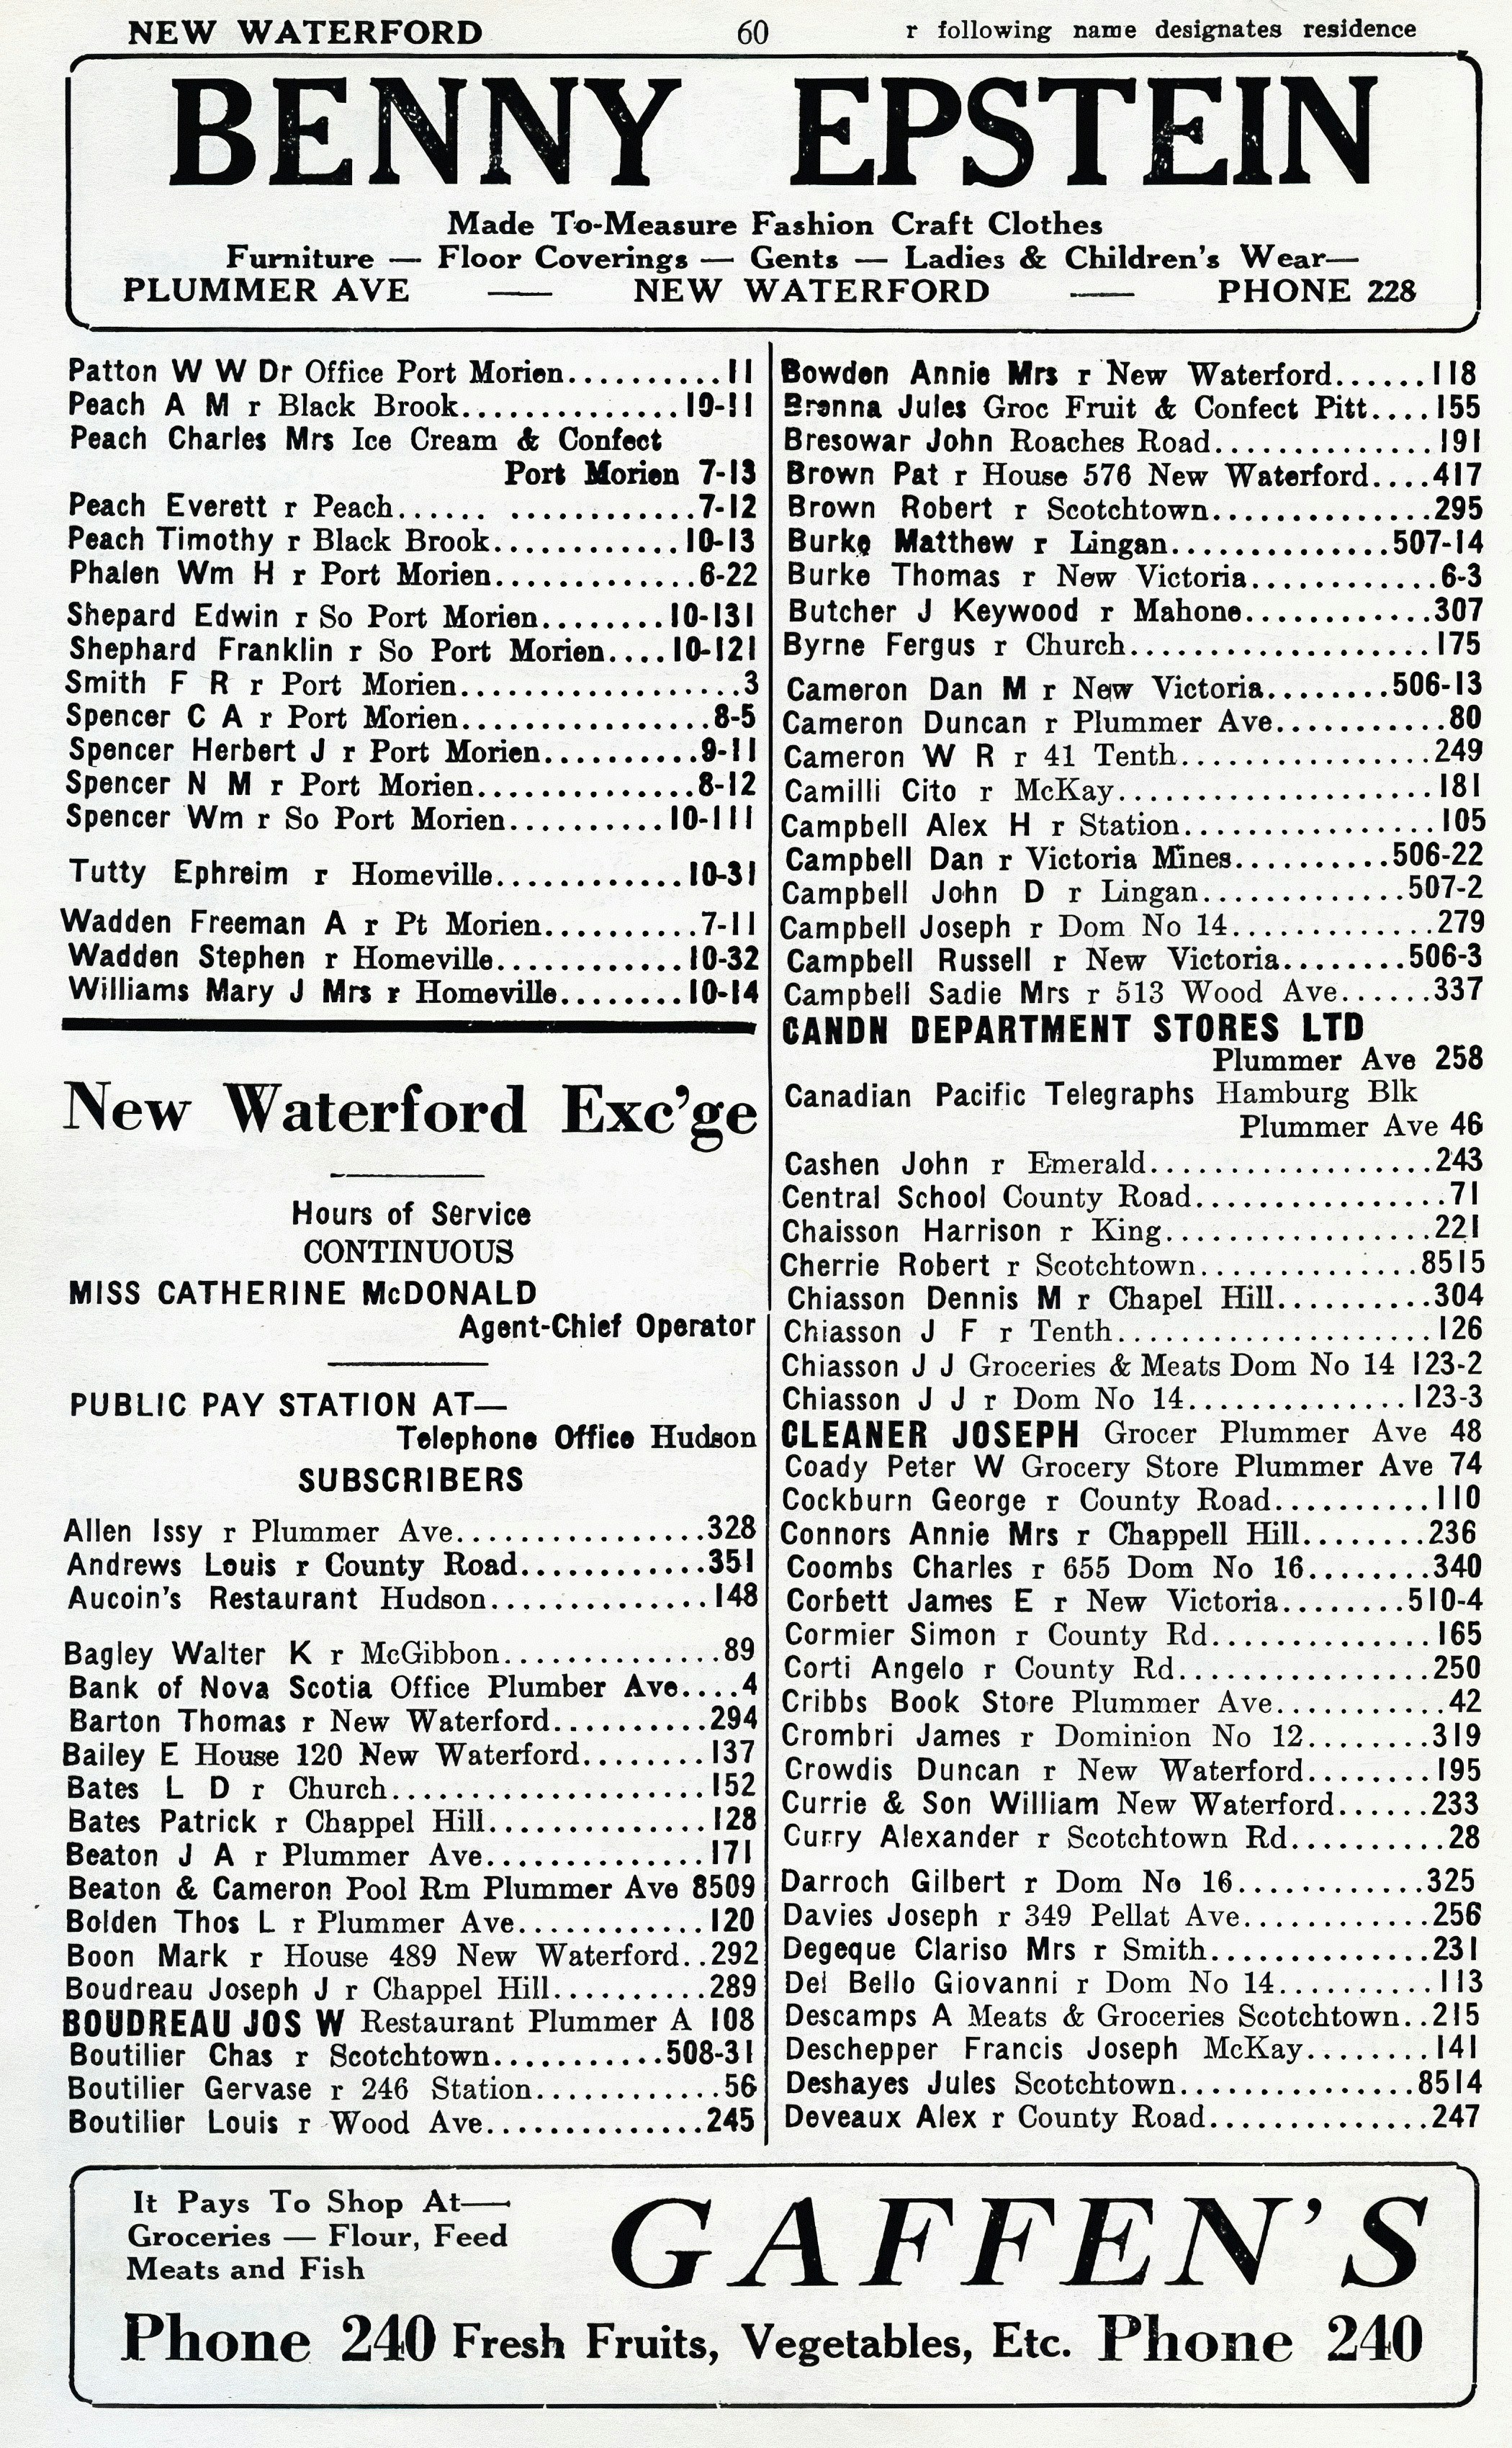 NEW WATERFORD 60 r following name designates residence
BENNY EPSTEIN
Made To-Measure Fashion Craft Clothes
Furniture — Floor Coverings — Gents — Ladies & Children's Wear—
PLUMMER AVE — NEW WATERFORD — PHONE 228
Patton W W Dr Office Port Morien..........11
Peach A M r Black Brook..............10-11
Peach Charles Mrs Ice Cream & Confect
Port Morien 7-13
Peach Everett r Peach...... ............7-12
Peach Timothy r Black Brook............10-13
Phalen Wm H r Port Morien.............6-22
Shepard Edwin r So Port Morien........10-131
Shephard Franklin r So Port Morien....10-121
Smith F R r Port Morien..................3
Spencer C A r Port Morien................8-5
Spencer Herbert J r Port Morien..........9-11
Spencer N M r Port Morien..............8-12
Spencer Wm r So Port Morien..........10-111
Tutty Ephreim r Homeville............10-31
Wadden Freeman A r Pt Morien..........7-11
Wadden Stephen r Homeville............10-32
Williams Mary J Mrs r Homeville........10-14
New Waterford Exc'ge
Hours of Service
CONTINUOUS
MISS CATHERINE McDONALD
Agent-Chief Operator
PUBLIC PAY STATION AT—
Telephone Office Hudson
SUBSCRIBERS
Allen Issy r Plummer Ave................328
Andrews Louis r County Road............351
Aucoin's Restaurant Hudson..............148
Bagley Walter K r McGibbon..............89
Bank of Nova Scotia Office Plumber Ave....4
Barton Thomas r New Waterford..........294
Bailey E House 120 New Waterford........137
Bates L D r Church....................152
Bates Patrick r Chappel Hill..............128
Beaton J A r Plummer Ave..............171
Beaton & Cameron Pool Rm Plummer Ave 8509
Bolden Thos L r Plummer Ave............120
Boon Mark r House 489 New Waterford..292
Boudreau Joseph J r Chappel Hill..........289
BOUDREAU JOS W Restaurant Plummer A 108
Boutilier Chas r Scotchtown...........508-31
Boutilier Gervase r 246 Station............56
Boutilier Louis r Wood Ave..............245
Bowden Annie Mrs r New Waterford......118
Brenna Jules Groc Fruit & Confect Pitt....155
Bresowar John Roaches Road..............191
Brown Pat r House 576 New Waterford....417
Brown Robert r Scotchtown..............295
Burke Matthew r Lingan..............507-14
Burke Thomas r New Victoria............6-3
Butcher J Keywood r Mahone............307
Byrne Fergus r Church...................175
Cameron Dan M r New Victoria........506-13
Cameron Duncan r Plummer Ave...........80
Cameron W R r 41 Tenth................249
Camilli Cito r McKay....................181
Campbell Alex H r Station................105
Campbell Dan r Victoria Mines..........506-22
Campbell John D r Lingan.............507-2
Campbell Joseph r Dom No 14.............279
Campbell Russell r New Victoria........506-3
Campbell Sadie Mrs r 513 Wood Ave......337
CANDN DEPARTMENT STORES LTD
Plummer Ave 258
Canadian Pacific Telegraphs Hamburg Blk
Plummer Ave 46
Cashen John r Emerald..................243
Central School County Road................71
Chaisson Harrison r King.................221
Cherrie Robert r Scotchtown..............8515
Chiasson Dennis M r Chapel Hill..........304
Chiasson J F r Tenth....................126
Chiasson J J Groceries & Meats Dom No 14 123-2
Chiasson J J r Dom No 14..............123-3
CLEANER JOSEPH Grocer Plummer Ave 48
Coady Peter W Grocery Store Plummer Ave 74
Cockburn George r County Road..........110
Connors Annie Mrs r Chappell Hill........236
Coombs Charles r 655 Dom No 16........340
Corbett James E r New Victoria........510-4
Cormier Simon r County Rd..............165
Corti Angelo r County Rd................250
Cribbs Book Store Plummer Ave...........42
Crombri James r Dominion No 12........319
Crowdis Duncan r New Waterford........195
Currie & Son William New Waterford......233
Curry Alexander r Scotchtown Rd..........28
Darroch Gilbert r Dom No 16............325
Davies Joseph r 349 Pellat Ave............256
Degeque Clariso Mrs r Smith..............231
Del Bello Giovanni r Dom No 14..........113
Descamps A Meats & Groceries Scotchtown..215
Deschepper Francis Joseph McKay........141
Deshayes Jules Scotchtown...............8514
Deveaux Alex r County Road..............247
It Pays To Shop At—
Groceries — Flour, Feed
Meats and Fish
GAFFEN'S
Phone 240 Fresh Fruits, Vegetables, Etc. Phone 240